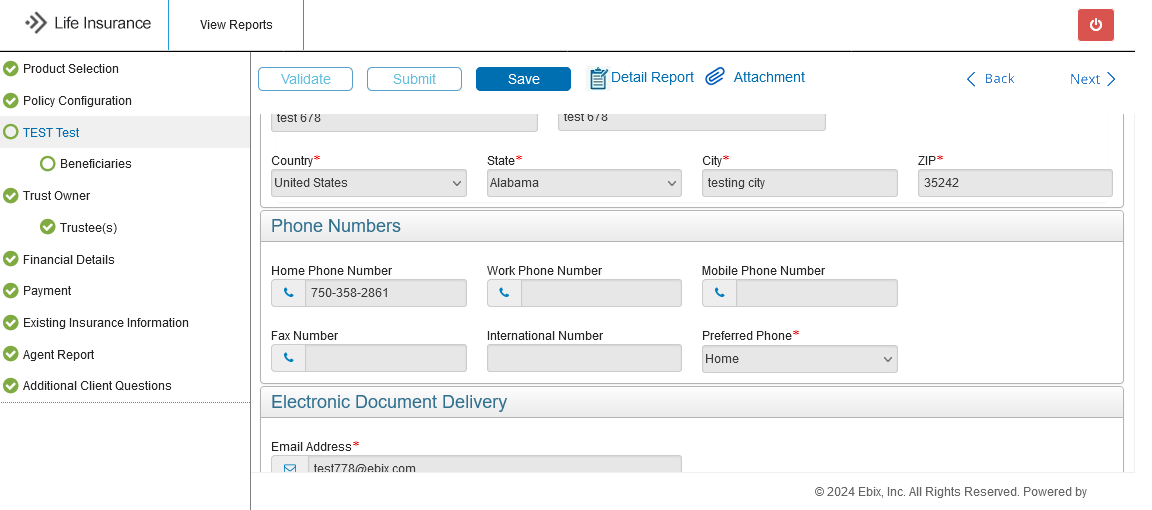 Life Insurance
View Reports
Product Selection
Policy Configuration
TEST Test
Beneficiaries
Trust Owner
Trustee(s)
Financial Details
Payment
Existing Insurance Information
Agent Report
Additional Client Questions
Validate Submit Save Detail Report Attachment Back Next
test 678 test 678
Country* State* City* ZIP*
United States Alabama testing city 35242
Phone Numbers
Home Phone Number Work Phone Number Mobile Phone Number
750-358-2861
Fax Number International Number Preferred Phone*
Home
Electronic Document Delivery
Email Address*
test778@ebix.com
© 2024 Ebix, Inc. All Rights Reserved. Powered by